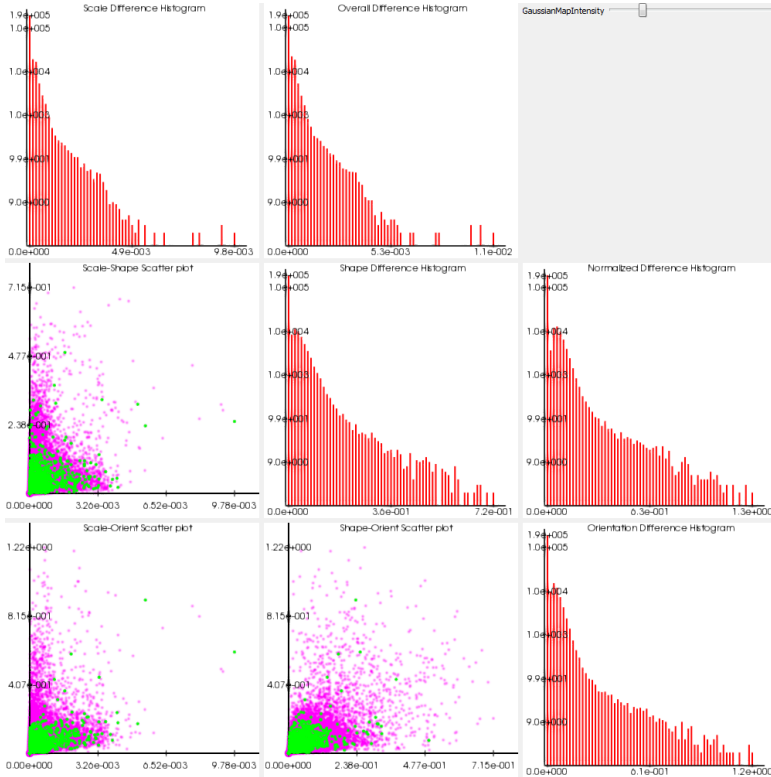 Scale Difference Histogram
1.9e+005
1.0e+005
1.0e+004
1.0e+003
9.9e+001
9.0e+000
0.0e+000 4.9e-003 9.8e-003
Overall Difference Histogram
1.9e+005
1.0e+005
1.0e+004
1.0e+003
9.9e+001
9.0e+000
0.0e+000 5.3e-003 1.1e-002
GaussianMapIntensity
Scale-Shape Scatter plot
7.15e-001
4.77e-001
2.38e-001
0.000e+000 3.20e-003 6.52e-003 9.78e-003
Shape Difference Histogram
1.9e+005
1.0e+005
1.0e+004
1.0e+003
9.9e+001
9.0e+000
0.0e+000 3.6e-001 7.2e-001
Normalized Difference Histogram
1.9e+005
1.0e+005
1.0e+004
1.0e+003
9.9e+001
9.0e+000
0.0e+000 6.3e-001 1.3e+000
Scale-Orient Scatter plot
1.22e+000
8.15e-001
4.07e-001
0.000e+000 3.20e-003 6.52e-003 9.78e-003
Shape-Orient Scatter plot
1.22e+000
8.15e-001
4.07e-001
0.000e+000 2.38e-001 4.77e-001 7.15e-001
Orientation Difference Histogram
1.9e+005
1.0e+005
1.0e+004
1.0e+003
9.9e+001
9.0e+000
0.0e+000 6.1e-001 1.2e+000